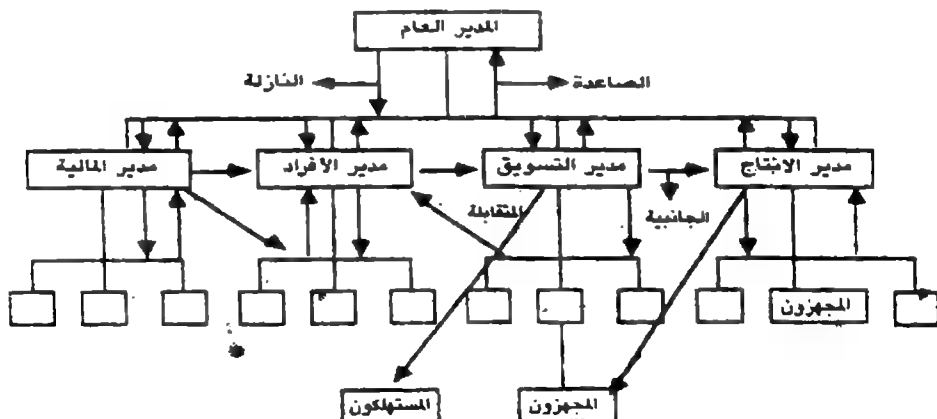 المدير العام
الصاعدة
النازلة
مدير الانتاج
مدير التسويق
مدير الأفراد
مدير المالية
الجانبية
المتقابلة
المجهزون
المجهزون
المستهلكون